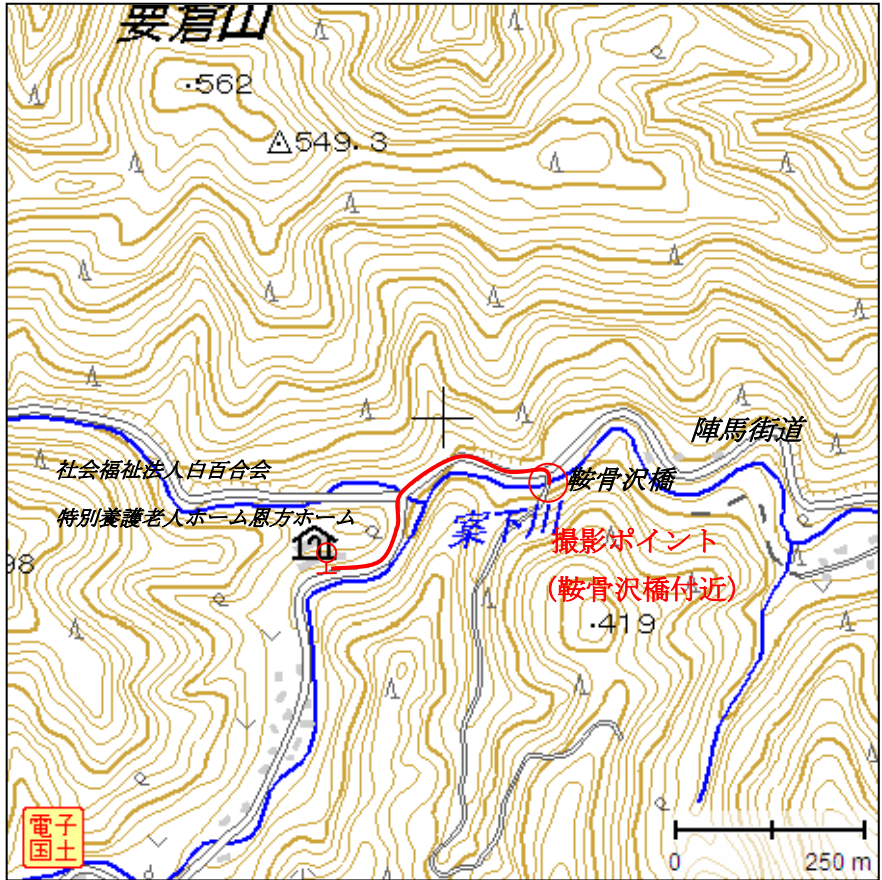 要倉山
562
549.3
陣馬街道
社会福祉法人白百合会
鞍骨沢橋
特別養護老人ホーム恩方ホーム
案下川
撮影ポイント
(鞍骨沢橋付近)
98
419
電子
国土
0 250 m